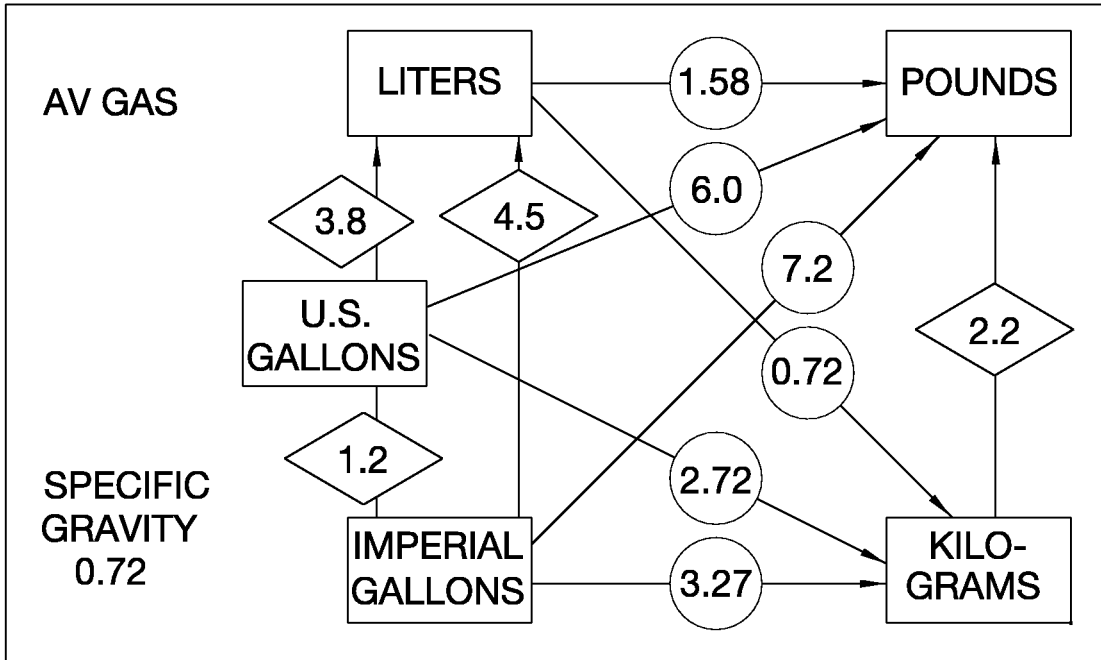 AV GAS
LITERS
1.58
POUNDS
3.8
4.5
6.0
7.2
U.S.
GALLONS
2.2
0.72
1.2
2.72
SPECIFIC
GRAVITY
0.72
IMPERIAL
GALLONS
3.27
KILO-
GRAMS